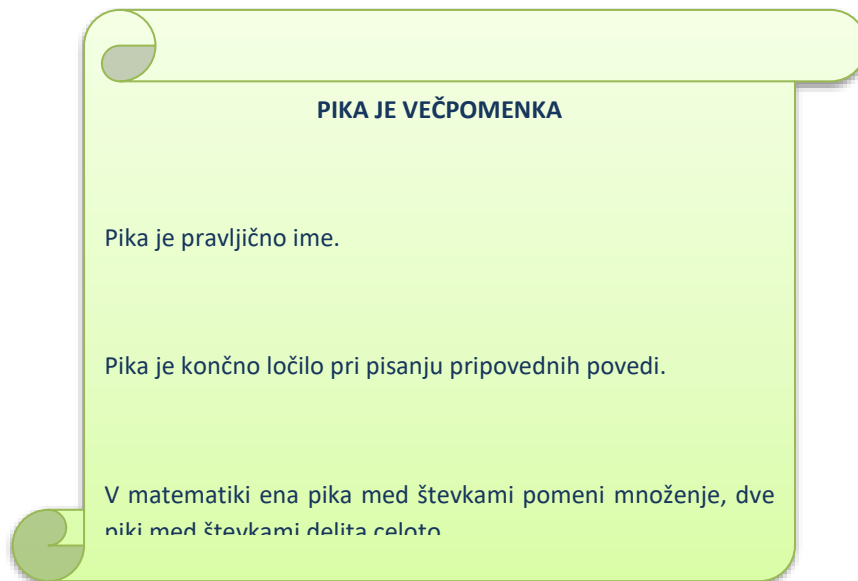 PIKA JE VEČPOMENKA
Pika je pravljično ime.
Pika je končno ločilo pri pisanju pripovednih povedi.
V matematiki ena pika med števkami pomeni množenje, dve
piki med števkami delita celoto